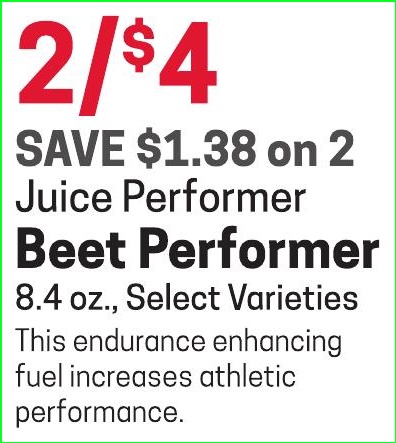 2/$4
SAVE $1.38 on 2
Juice Performer
Beet Performer
8.4 oz., Select Varieties
This endurance enhancing
fuel increases athletic
performance.